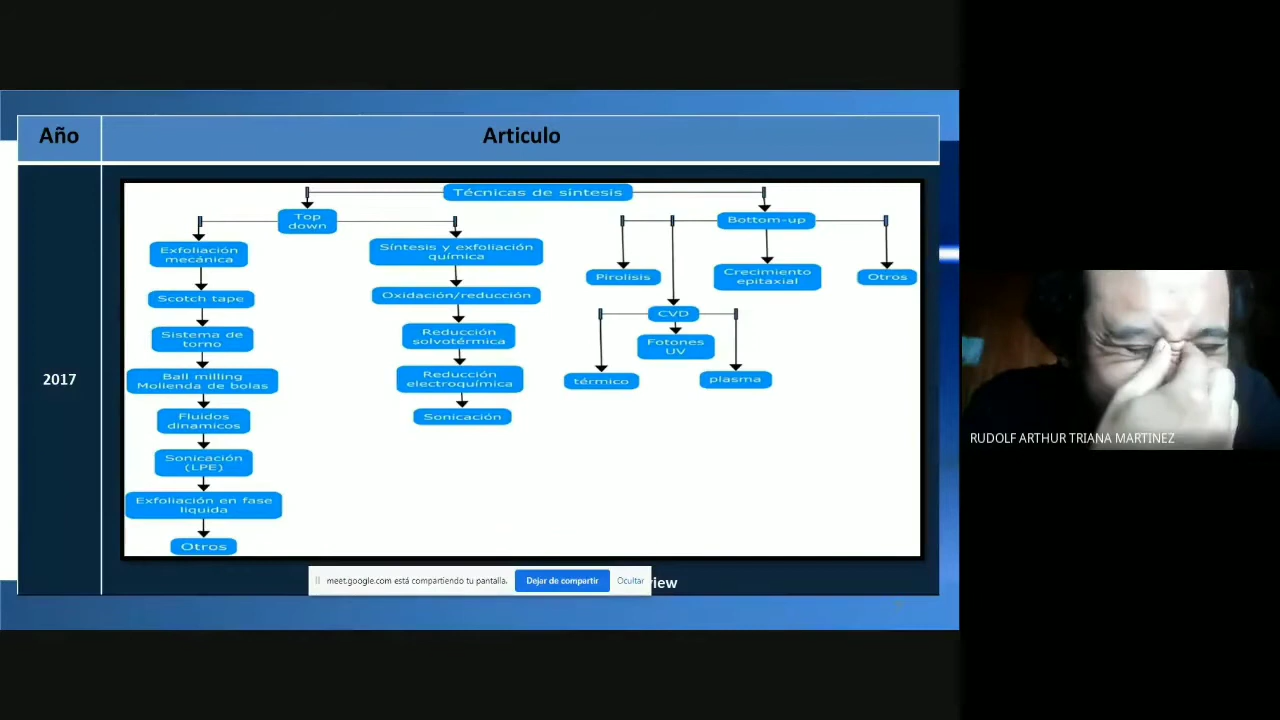 Año
Articulo
2017
Técnicas de síntesis
Top
down
Bottom-up
Exfoliación
mecánica
Síntesis y exfoliación
química
Pirolisis
Crecimiento
epitaxial
Otros
Scotch tape
Oxidación/reducción
CVD
Sistema de
torno
Reducción
solvotérmica
Fotones
UV
Ball milling
Molienda de bolas
Reducción
electroquímica
térmico
plasma
Fluidos
dinamicos
Sonicación
Sonicación
(LPE)
Exfoliación en fase
liquida
Otros
meet.google.com está compartiendo tu pantalla.
Dejar de compartir
Ocultar
view
RUDOLF ARTHUR TRIANA MARTINEZ